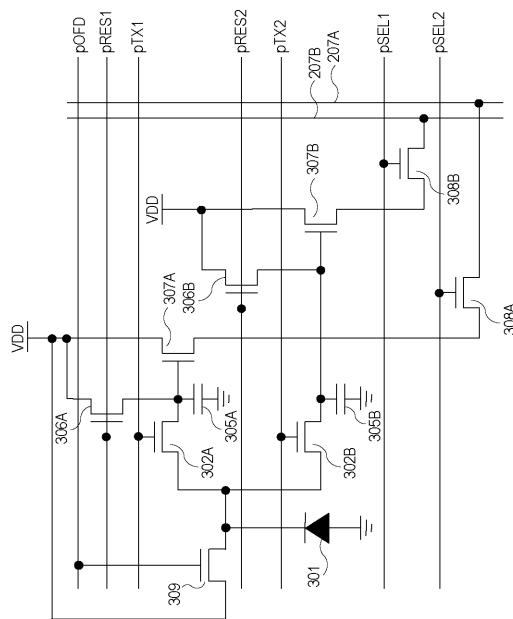 pOFD
pRES1
pTX1
pRES2
pTX2
pSEL1
pSEL2
207B
207A
VDD
307B
308B
306B
VDD
307A
308A
306A
305A
305B
302A
302B
309
301